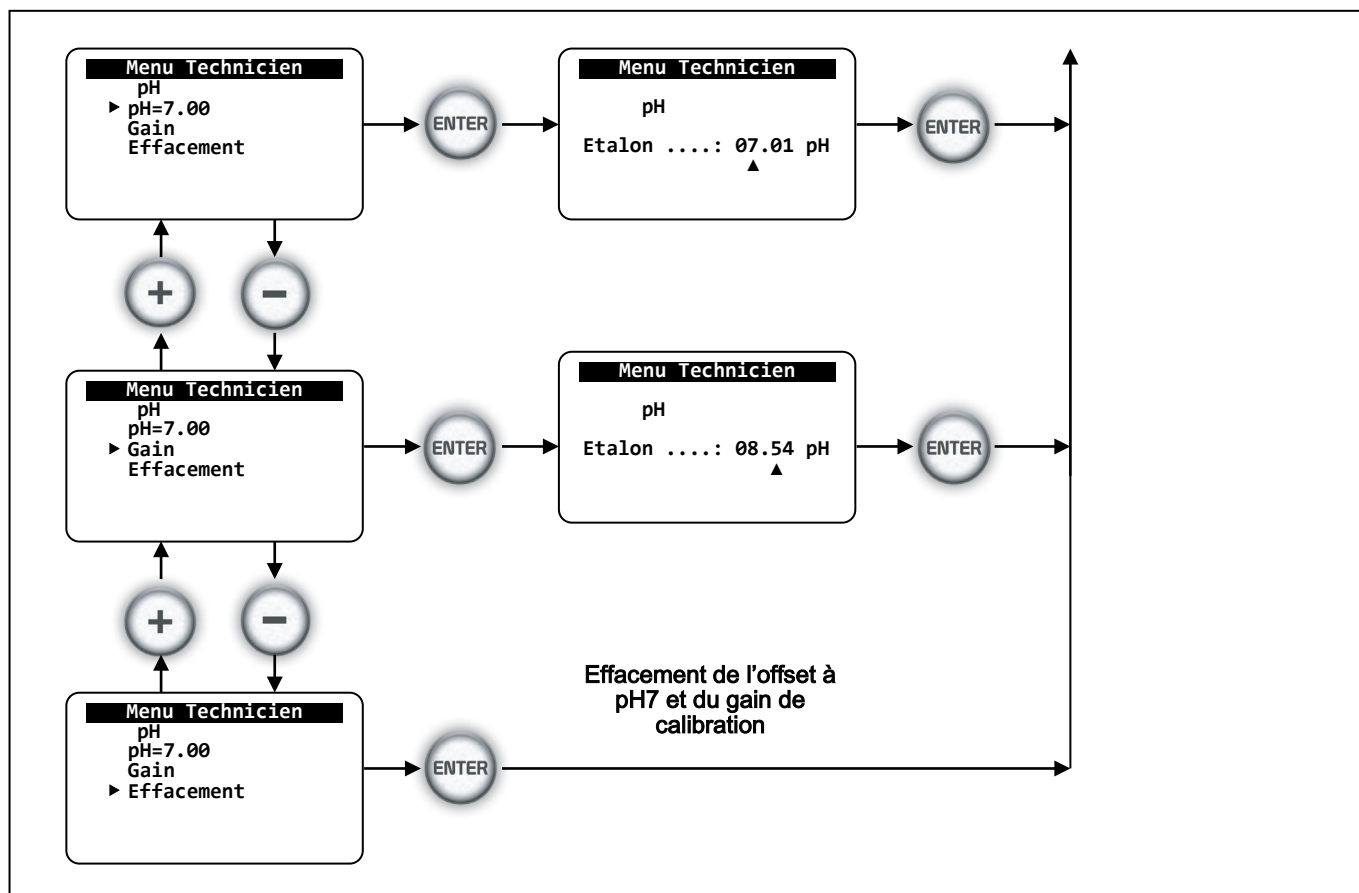 Menu Technicien
pH
► pH=7.00
Gain
Effacement
ENTER
Menu Technicien
pH
Etalon ....: 07.01 pH
▲
ENTER
+
−
Menu Technicien
pH
pH=7.00
► Gain
Effacement
ENTER
Menu Technicien
pH
Etalon ....: 08.54 pH
▲
ENTER
+
−
Menu Technicien
pH
pH=7.00
Gain
► Effacement
ENTER
Effacement de l'offset à
pH7 et du gain de
calibration